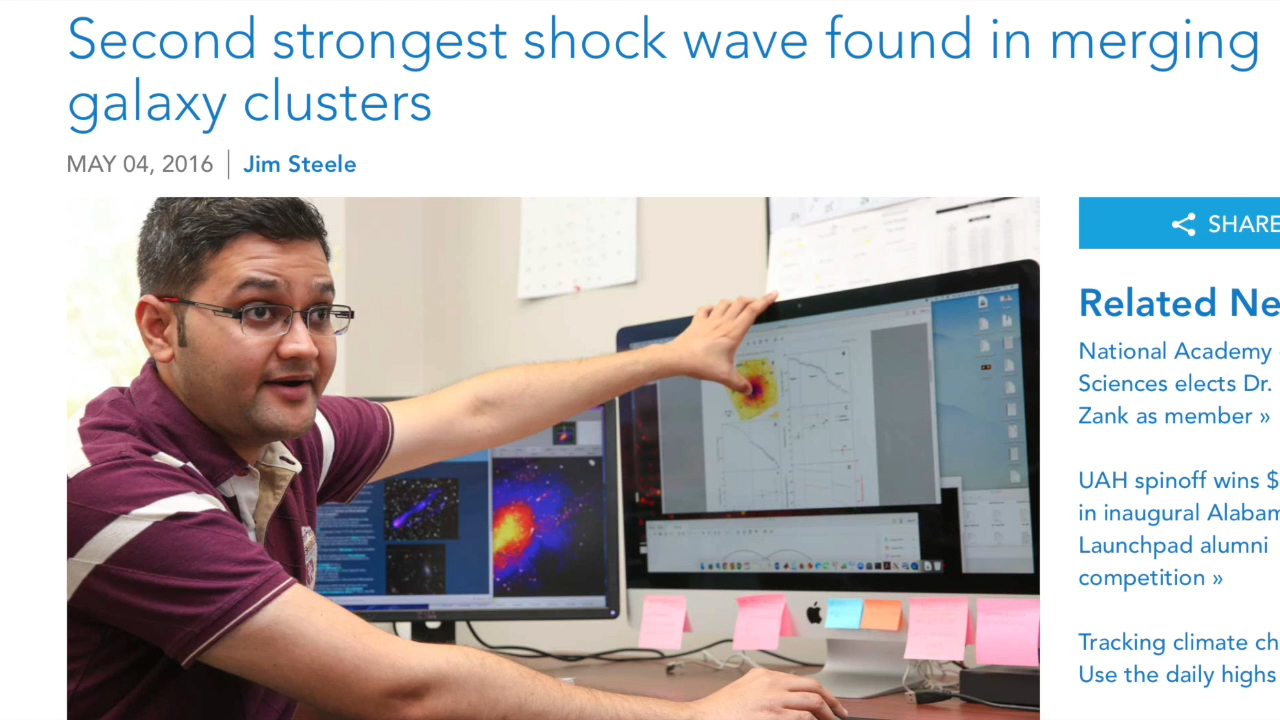 Second strongest shock wave found in merging
galaxy clusters
MAY 04, 2016 | Jim Steele
SHARE
Related Ne
National Academy
Sciences elects Dr.
Zank as member »
UAH spinoff wins $
in inaugural Alabam
Launchpad alumni
competition »
Tracking climate ch
Use the daily highs